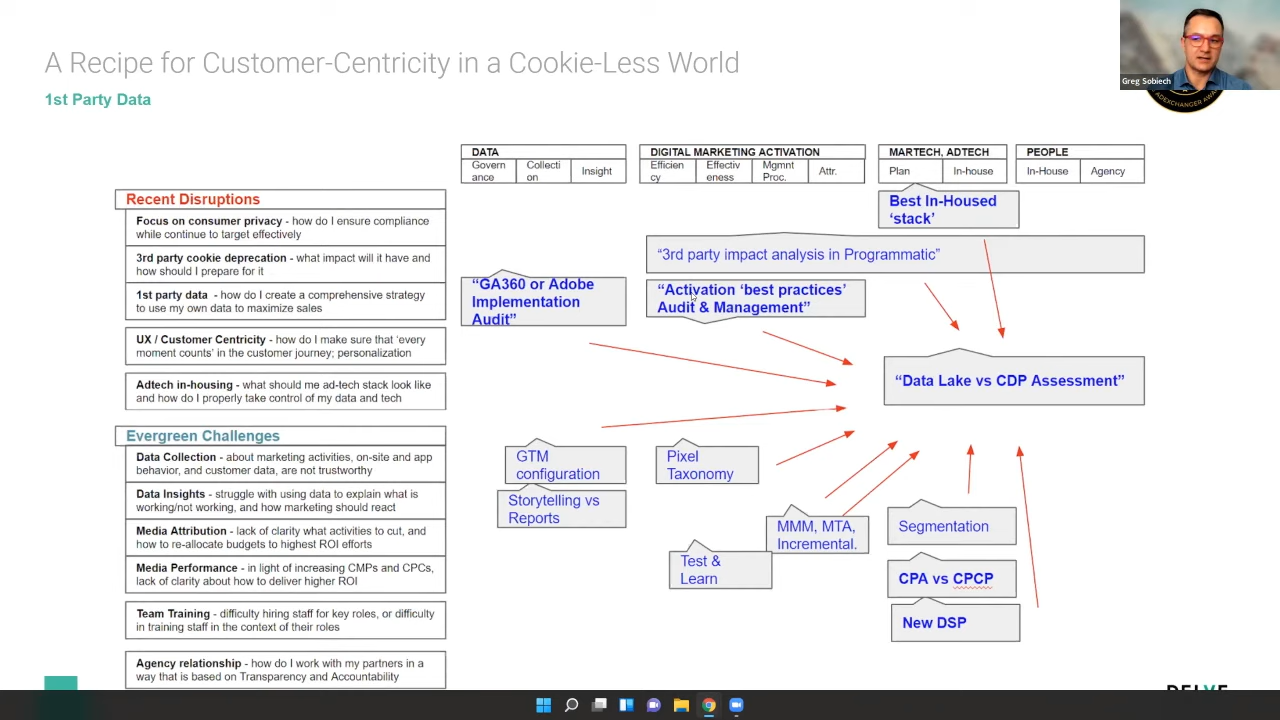 A Recipe for Customer-Centricity in a Cookie-Less World
1st Party Data
Greg Sobiech
ADEXCHANGER AWA
DATA
Govern
ance
Collecti
on
Insight
DIGITAL MARKETING ACTIVATION
Efficien
cy
Effectiv
eness
Mgmnt
Proc.
Attr.
MARTECH, ADTECH
Plan
In-house
PEOPLE
In-House
Agency
Recent Disruptions
Focus on consumer privacy - how do I ensure compliance
while continue to target effectively
3rd party cookie deprecation - what impact will it have and
how should I prepare for it
1st party data - how do I create a comprehensive strategy
to use my own data to maximize sales
UX / Customer Centricity - how do I make sure that 'every
moment counts' in the customer journey; personalization
Adtech in-housing - what should me ad-tech stack look like
and how do I properly take control of my data and tech
Evergreen Challenges
Data Collection - about marketing activities, on-site and app
behavior, and customer data, are not trustworthy
Data Insights - struggle with using data to explain what is
working/not working, and how marketing should react
Media Attribution - lack of clarity what activities to cut, and
how to re-allocate budgets to highest ROI efforts
Media Performance - in light of increasing CMPs and CPCs,
lack of clarity about how to deliver higher ROI
Team Training - difficulty hiring staff for key roles, or difficulty
in training staff in the context of their roles
Agency relationship - how do I work with my partners in a
way that is based on Transparency and Accountability
Best In-Housed
'stack'
"3rd party impact analysis in Programmatic"
"GA360 or Adobe
Implementation
Audit"
"Activation 'best practices'
Audit & Management"
"Data Lake vs CDP Assessment"
GTM
configuration
Storytelling vs
Reports
Pixel
Taxonomy
MMM, MTA,
Incremental.
Test &
Learn
Segmentation
CPA vs CPCP
New DSP
DELVE